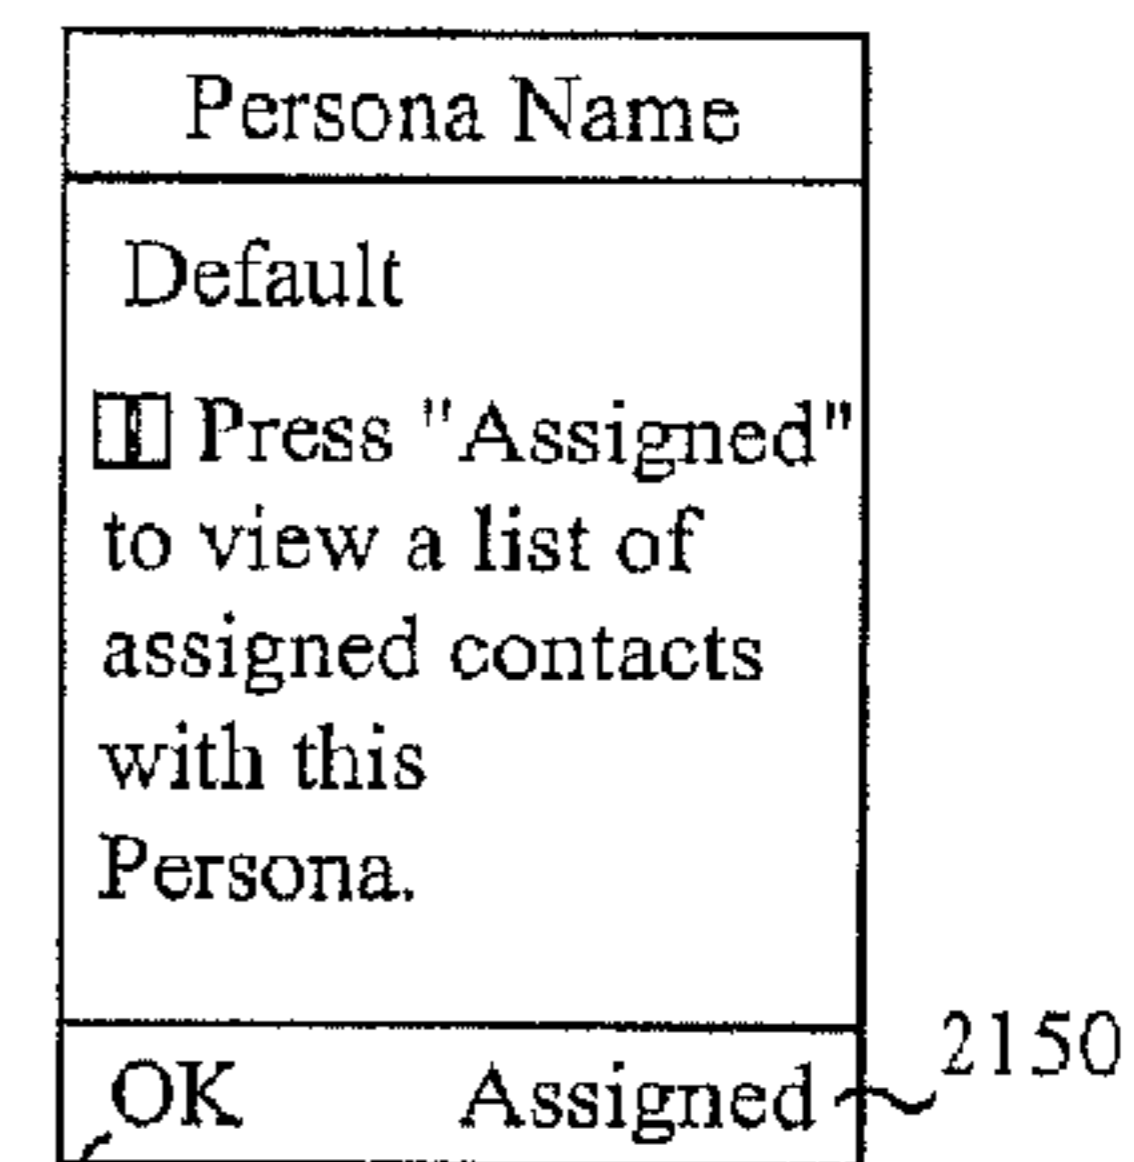 Persona Name
Default
Press "Assigned"
to view a list of
assigned contacts
with this
Persona.
2150
OK Assigned